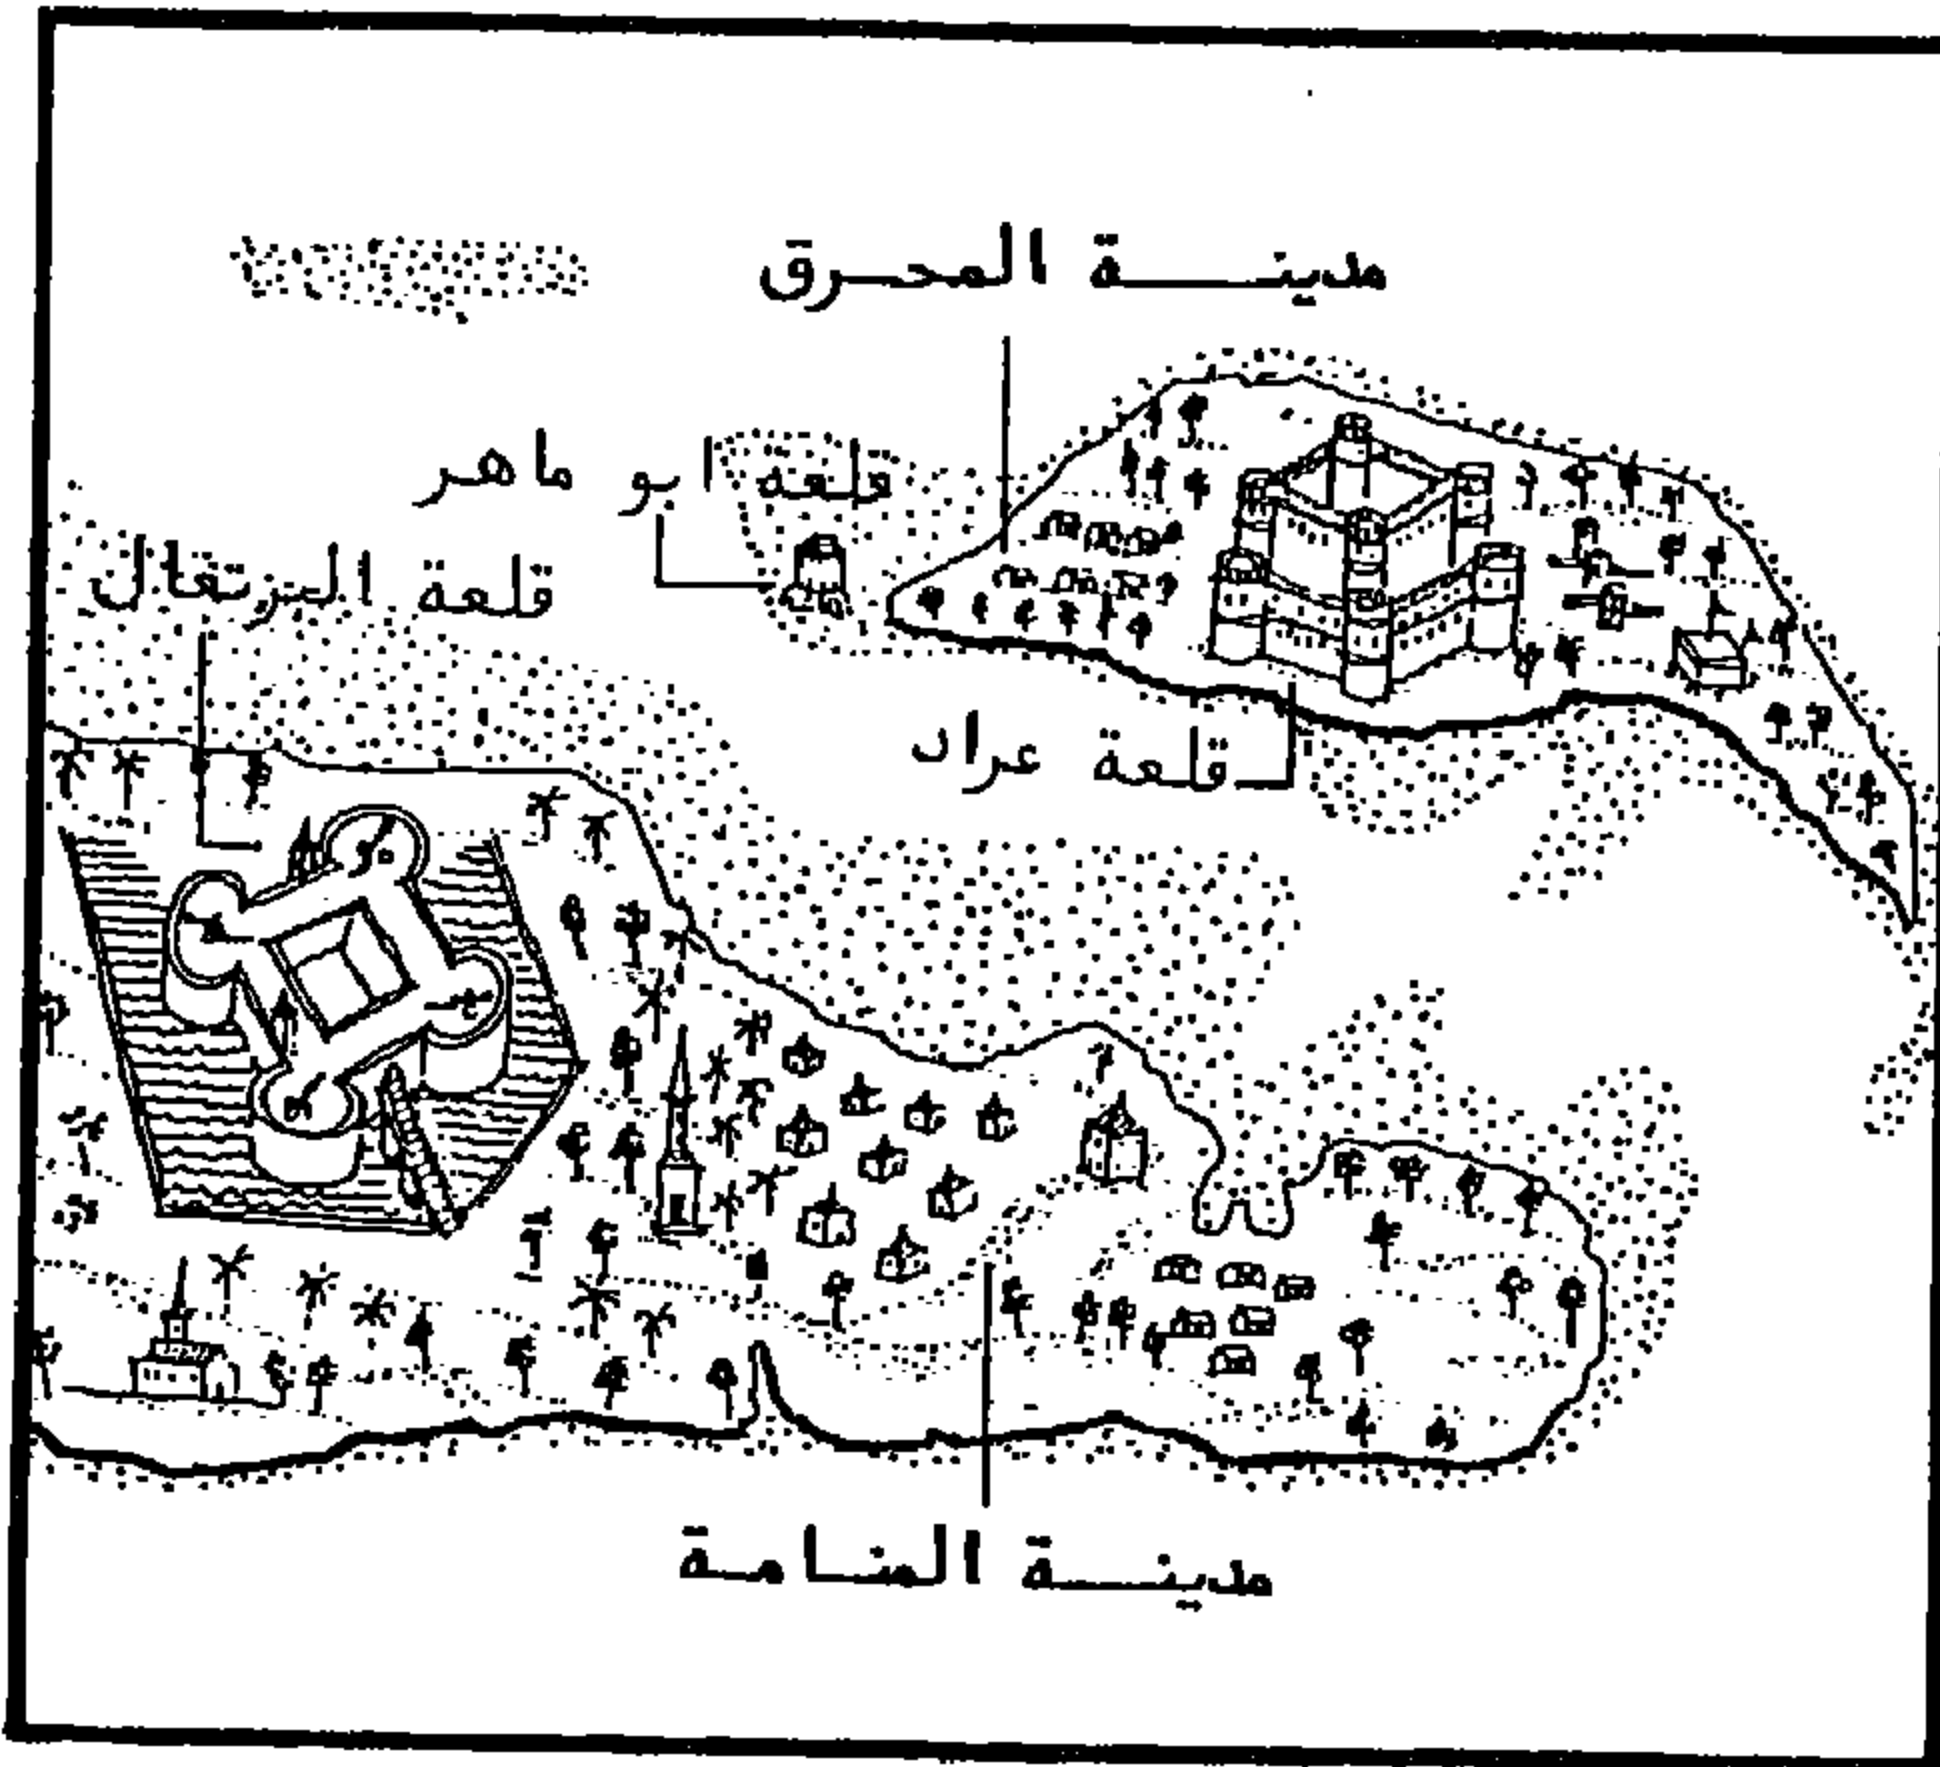 مدينة المحرق
قلعة ابو ماهر
قلعة البرتغال
قلعة عراد
مدينة المنامة